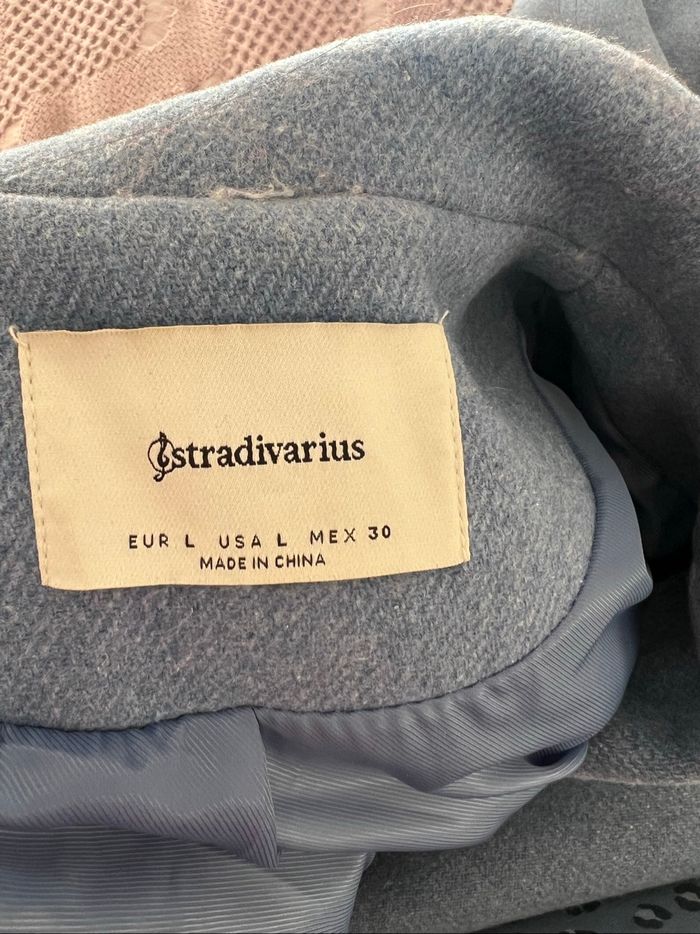 stradivarius
EUR L USA L MEX 30
MADE IN CHINA